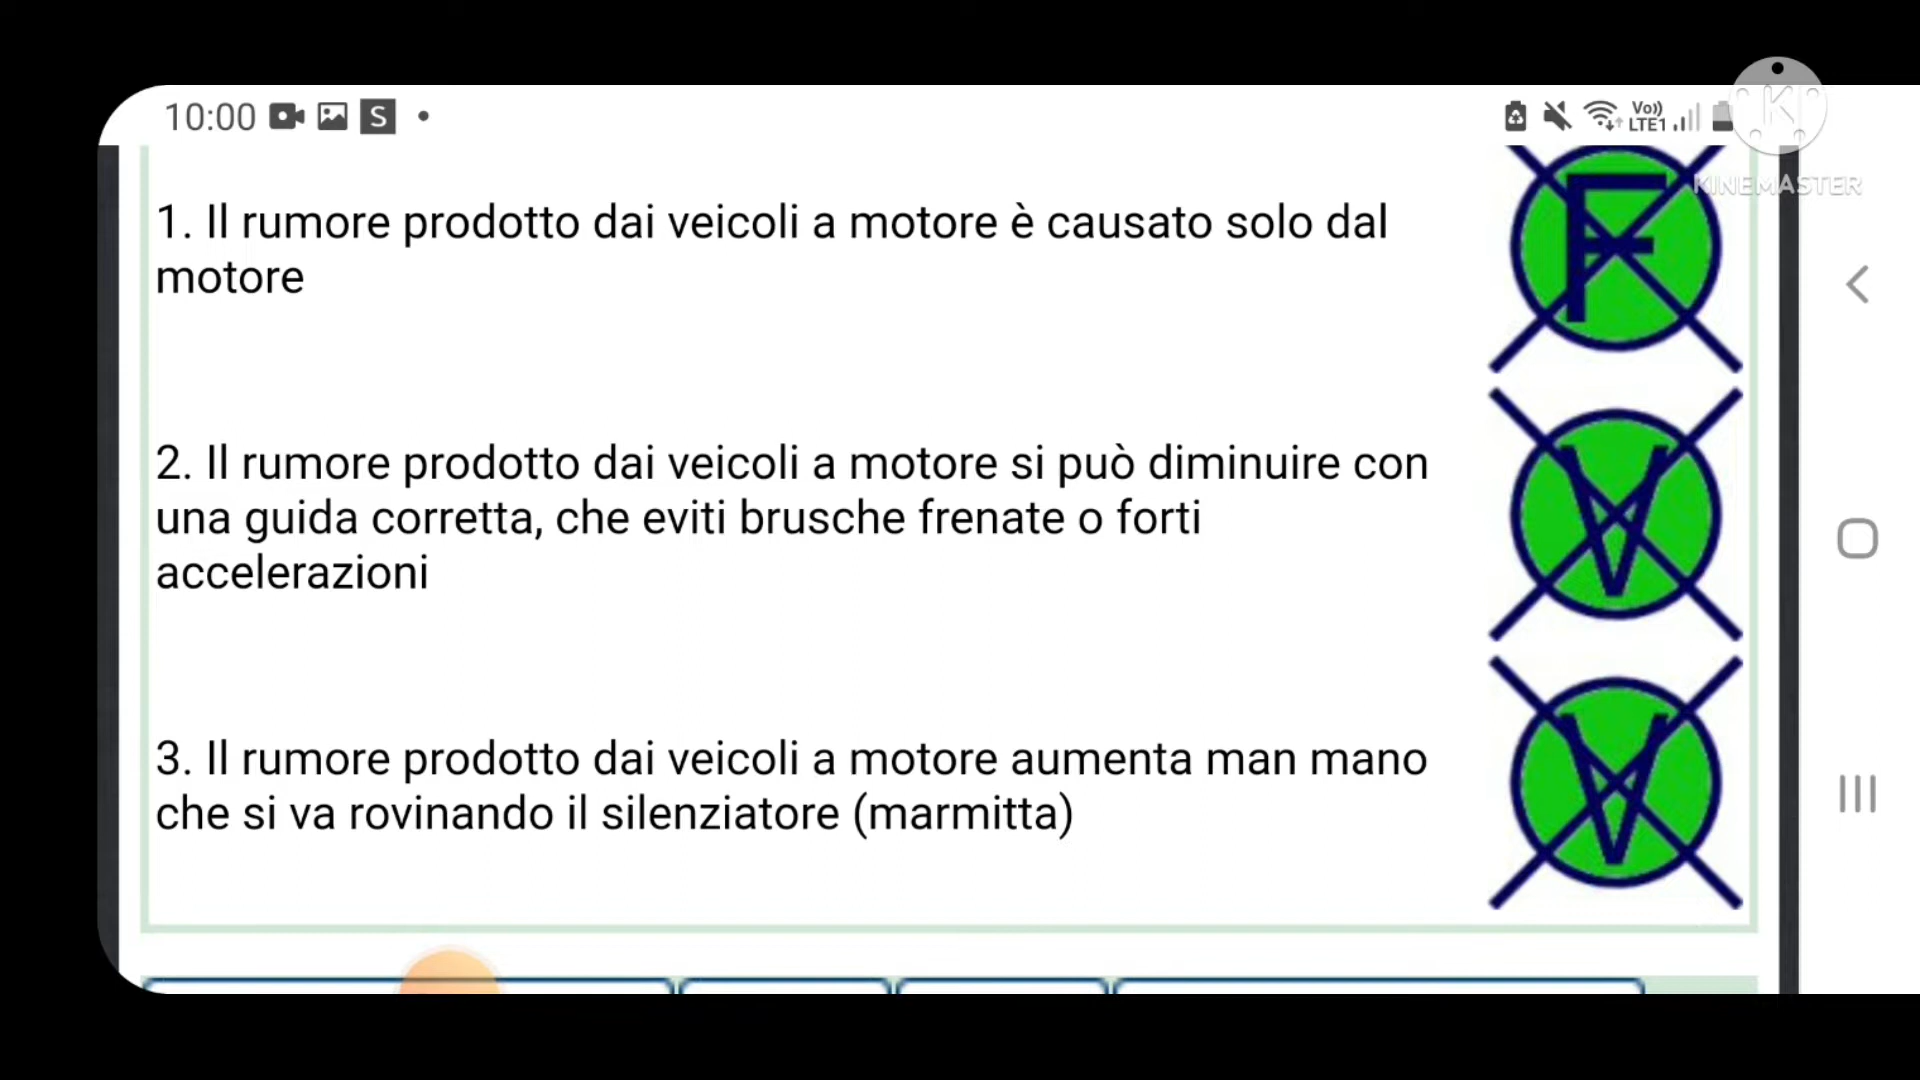 10:00 S
Vo)) LTE1
K
KINEMASTER
1. Il rumore prodotto dai veicoli a motore è causato solo dal
motore
F
2. Il rumore prodotto dai veicoli a motore si può diminuire con
una guida corretta, che eviti brusche frenate o forti
accelerazioni
V
3. Il rumore prodotto dai veicoli a motore aumenta man mano
che si va rovinando il silenziatore (marmitta)
V